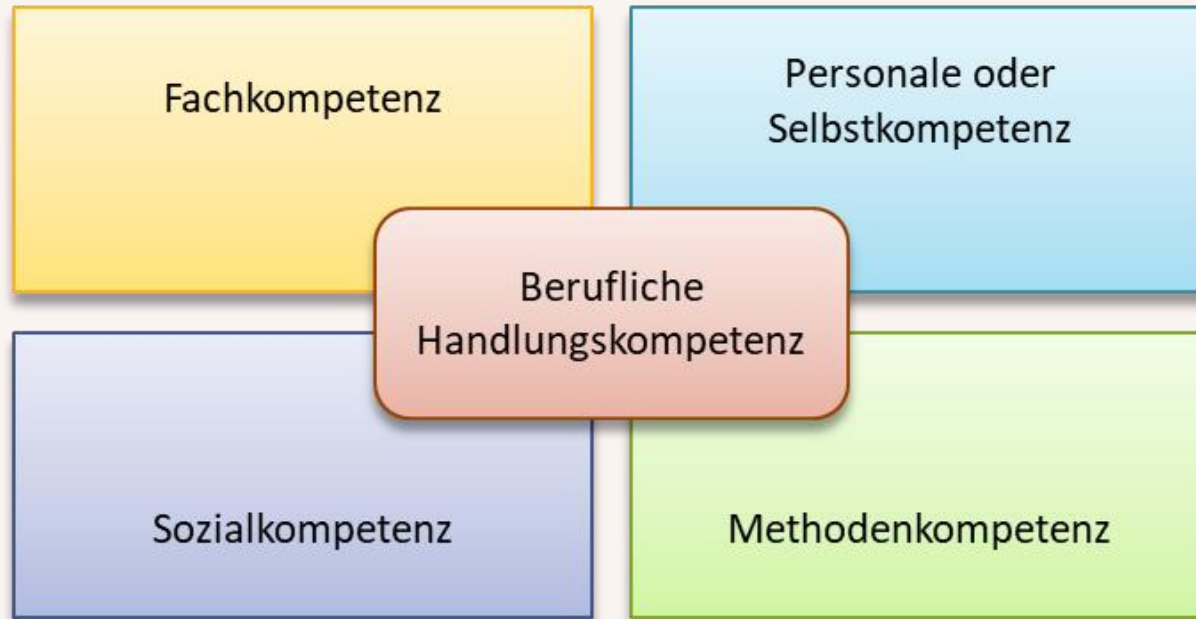 Fachkompetenz
Personale oder
Selbstkompetenz
Berufliche
Handlungskompetenz
Sozialkompetenz
Methodenkompetenz